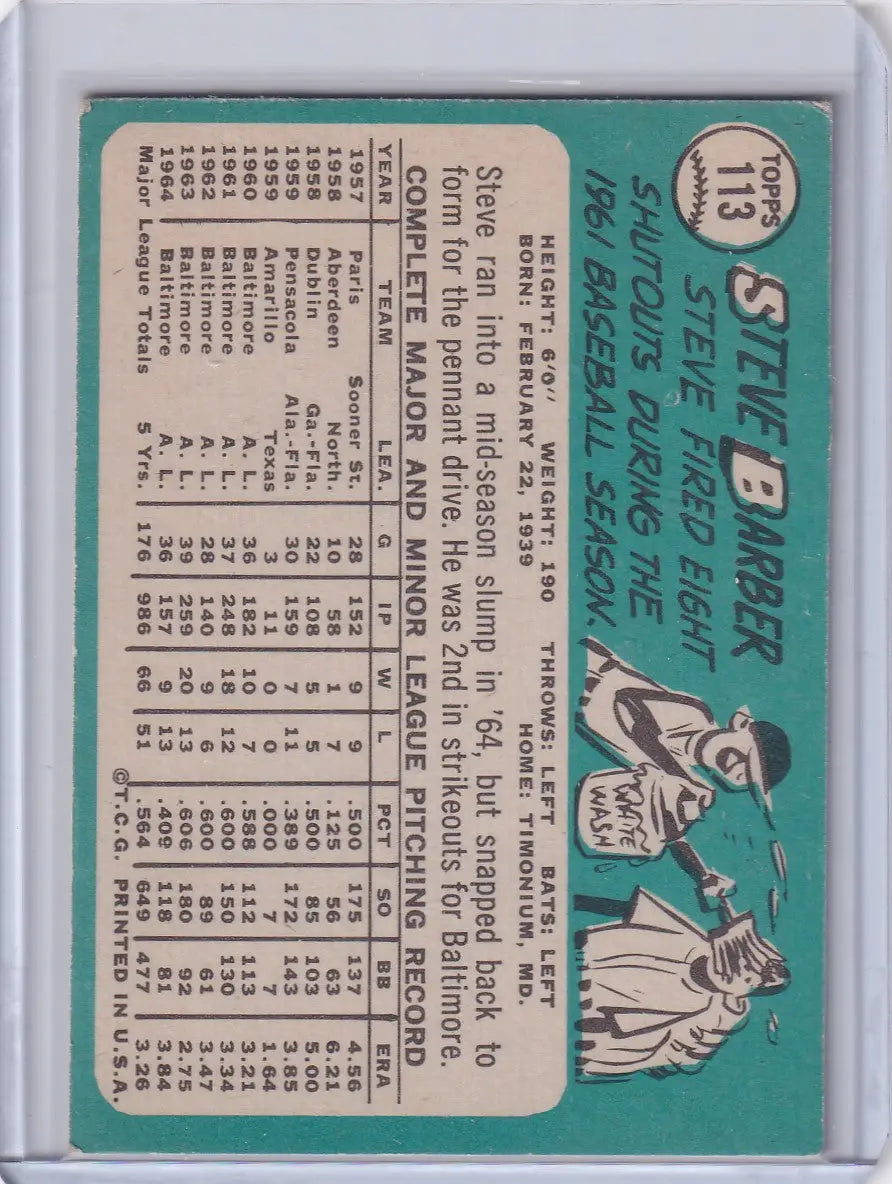 TOPPS
113
STEVE BARBER
STEVE FIRED EIGHT
SHUTOUTS DURING THE
1961 BASEBALL SEASON.
WHITE
WASH
HEIGHT: 6'0" WEIGHT: 190 THROWS: LEFT BATS: LEFT
BORN: FEBRUARY 22, 1939 HOME: TIMONIUM, MD.
Steve ran into a mid-season slump in '64, but snapped back to
form for the pennant drive. He was 2nd in strikeouts for Baltimore.
COMPLETE MAJOR AND MINOR LEAGUE PITCHING RECORD
YEAR TEAM LEA. G IP W L PCT SO BB ERA
1957 Paris Sooner St. 28 152 9 9 .500 175 137 4.56
1958 Aberdeen North. 10 58 1 7 .125 56 63 6.21
1958 Dublin Ga.-Fla. 22 108 5 5 .500 85 103 5.00
1959 Pensacola Ala.-Fla. 30 159 7 11 .389 172 143 3.85
1959 Amarillo Texas 3 11 0 0 .000 7 7 1.64
1960 Baltimore A. L. 36 182 10 7 .588 112 113 3.21
1961 Baltimore A. L. 37 248 18 12 .600 150 130 3.34
1962 Baltimore A. L. 28 140 9 6 .600 89 61 3.47
1963 Baltimore A. L. 39 259 20 13 .606 180 92 2.75
1964 Baltimore A. L. 36 157 9 13 .409 118 81 3.84
Major League Totals 5 Yrs. 176 986 66 51 .564 649 477 3.26
©T.C.G. PRINTED IN U.S.A.